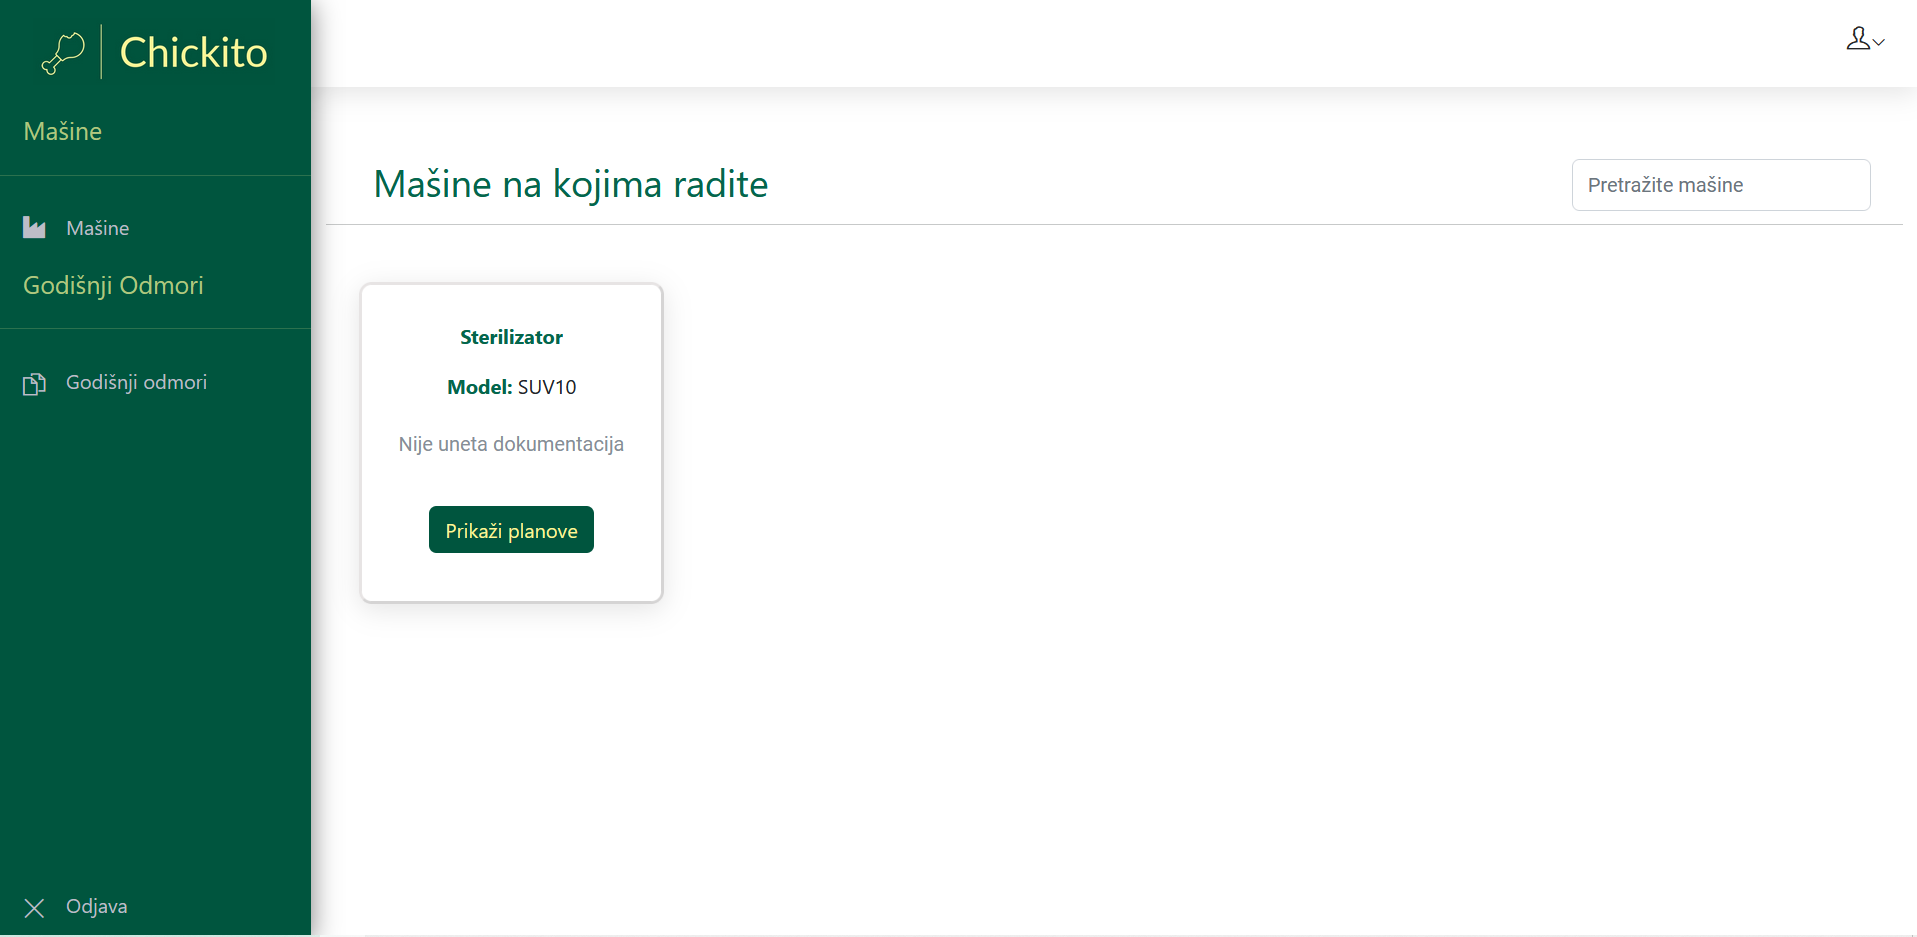 Chickito
Mašine
Mašine
Godišnji Odmori
Godišnji odmori
Odjava
Mašine na kojima radite
Pretražite mašine
Sterilizator
Model: SUV10
Nije uneta dokumentacija
Prikaži planove